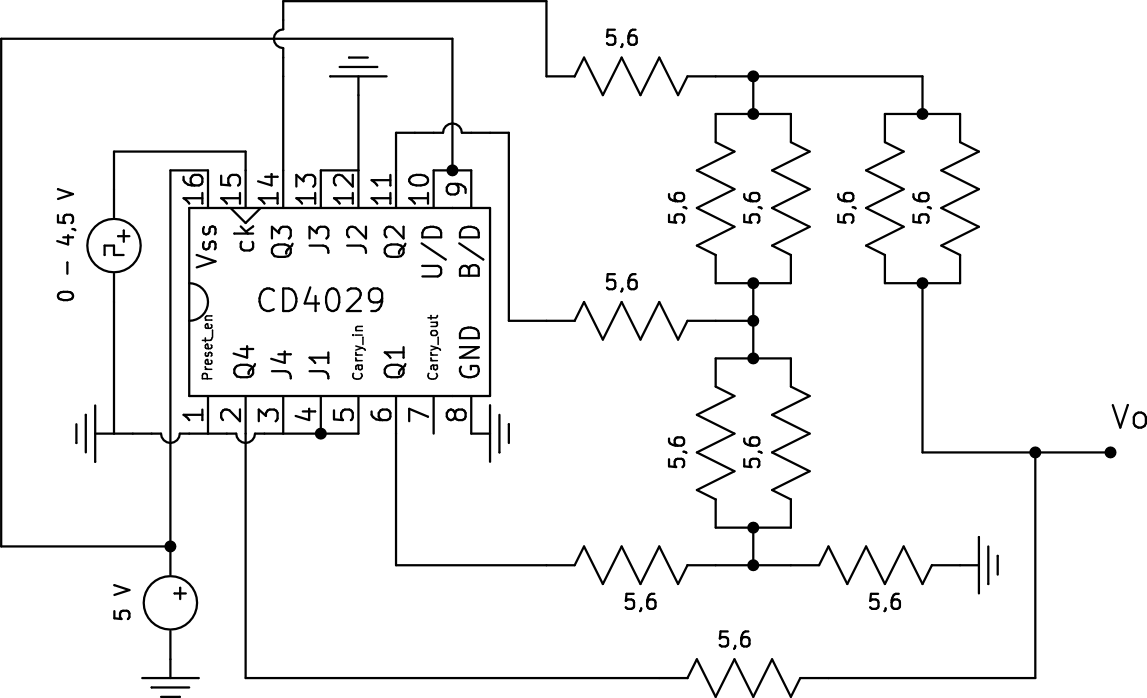 5,6
5,6
5,6
5,6
5,6
0 – 4,5 V
16
15
14
13
12
11
10
9
Vss
ck
Q3
J3
J2
Q2
U/D
B/D
CD4029
5,6
Preset_en
Q4
J4
J1
Carry_in
Q1
Carry_out
GND
1
2
3
4
5
6
7
8
5,6
5,6
Vo
5 V
5,6
5,6
5,6